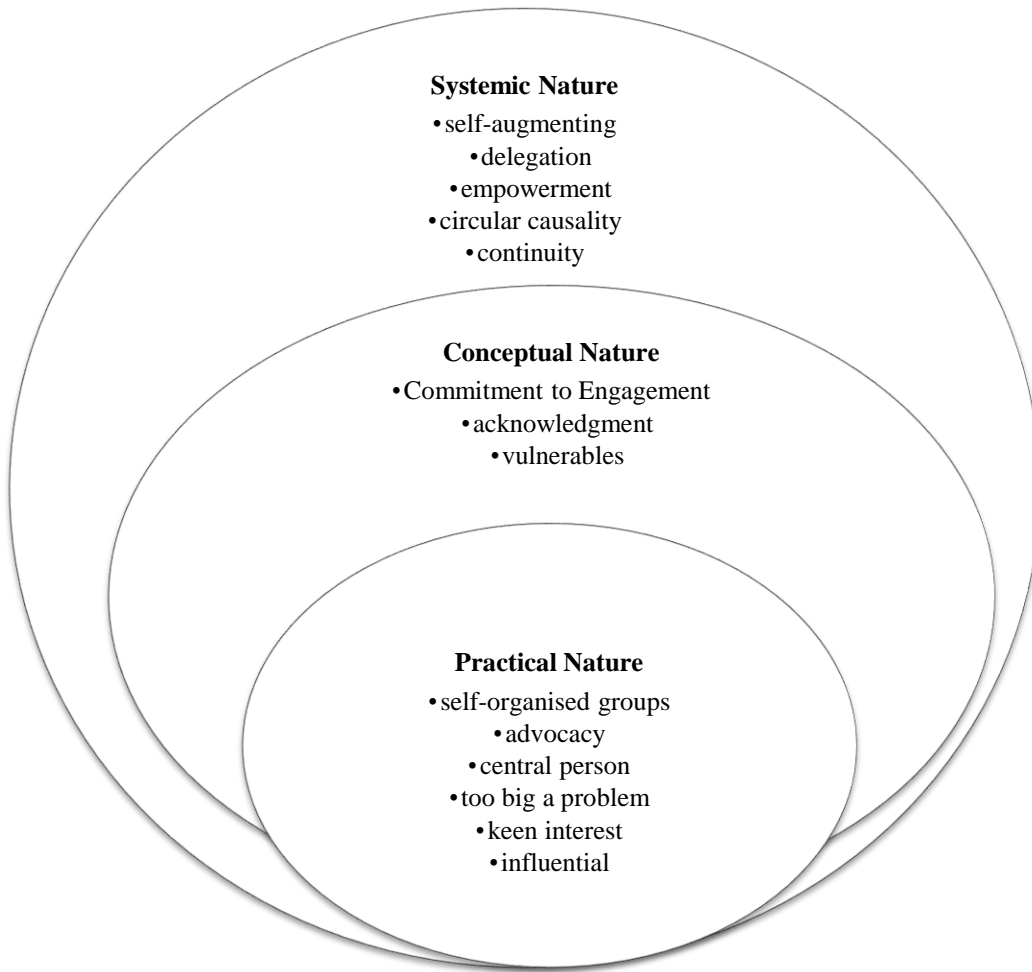 Systemic Nature
•self-augmenting
•delegation
•empowerment
•circular causality
•continuity
Conceptual Nature
•Commitment to Engagement
•acknowledgment
•vulnerables
Practical Nature
•self-organised groups
•advocacy
•central person
•too big a problem
•keen interest
•influential